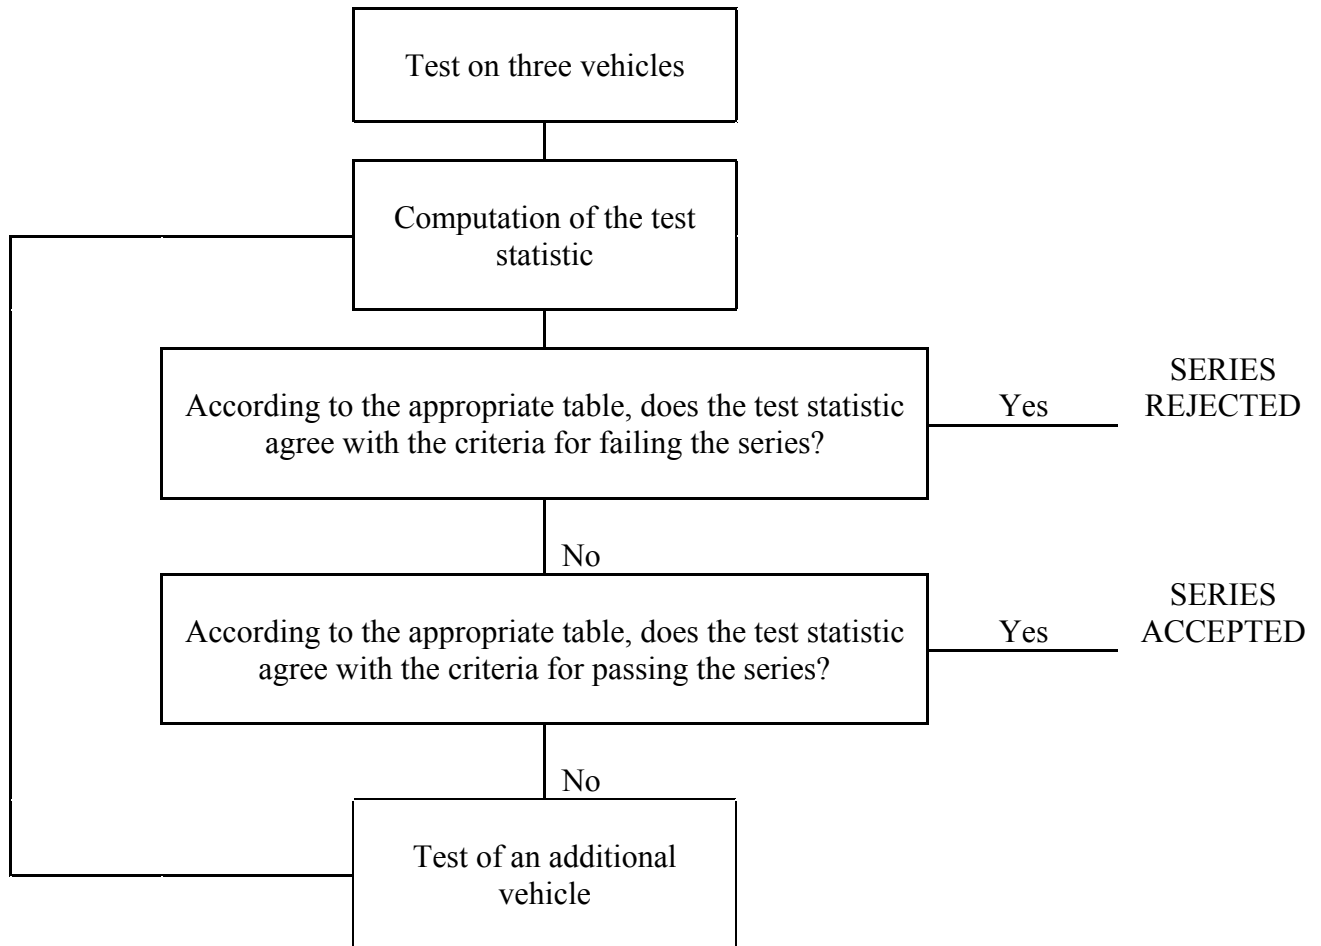 Test on three vehicles
Computation of the test
statistic
According to the appropriate table, does the test statistic
agree with the criteria for failing the series?
Yes
SERIES
REJECTED
No
According to the appropriate table, does the test statistic
agree with the criteria for passing the series?
Yes
SERIES
ACCEPTED
No
Test of an additional
vehicle